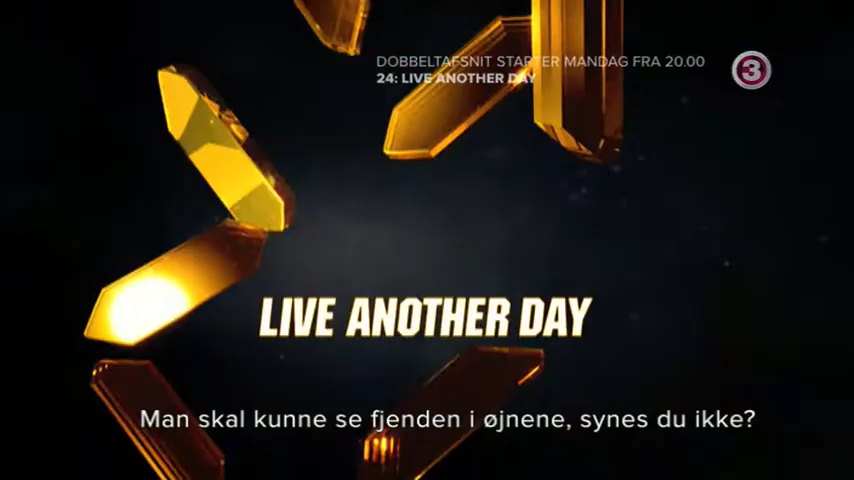 DOBBELTAFSNIT STARTER MANDAG FRA 20.00
24: LIVE ANOTHER DAY
3
LIVE ANOTHER DAY
Man skal kunne se fjenden i øjnene, synes du ikke?